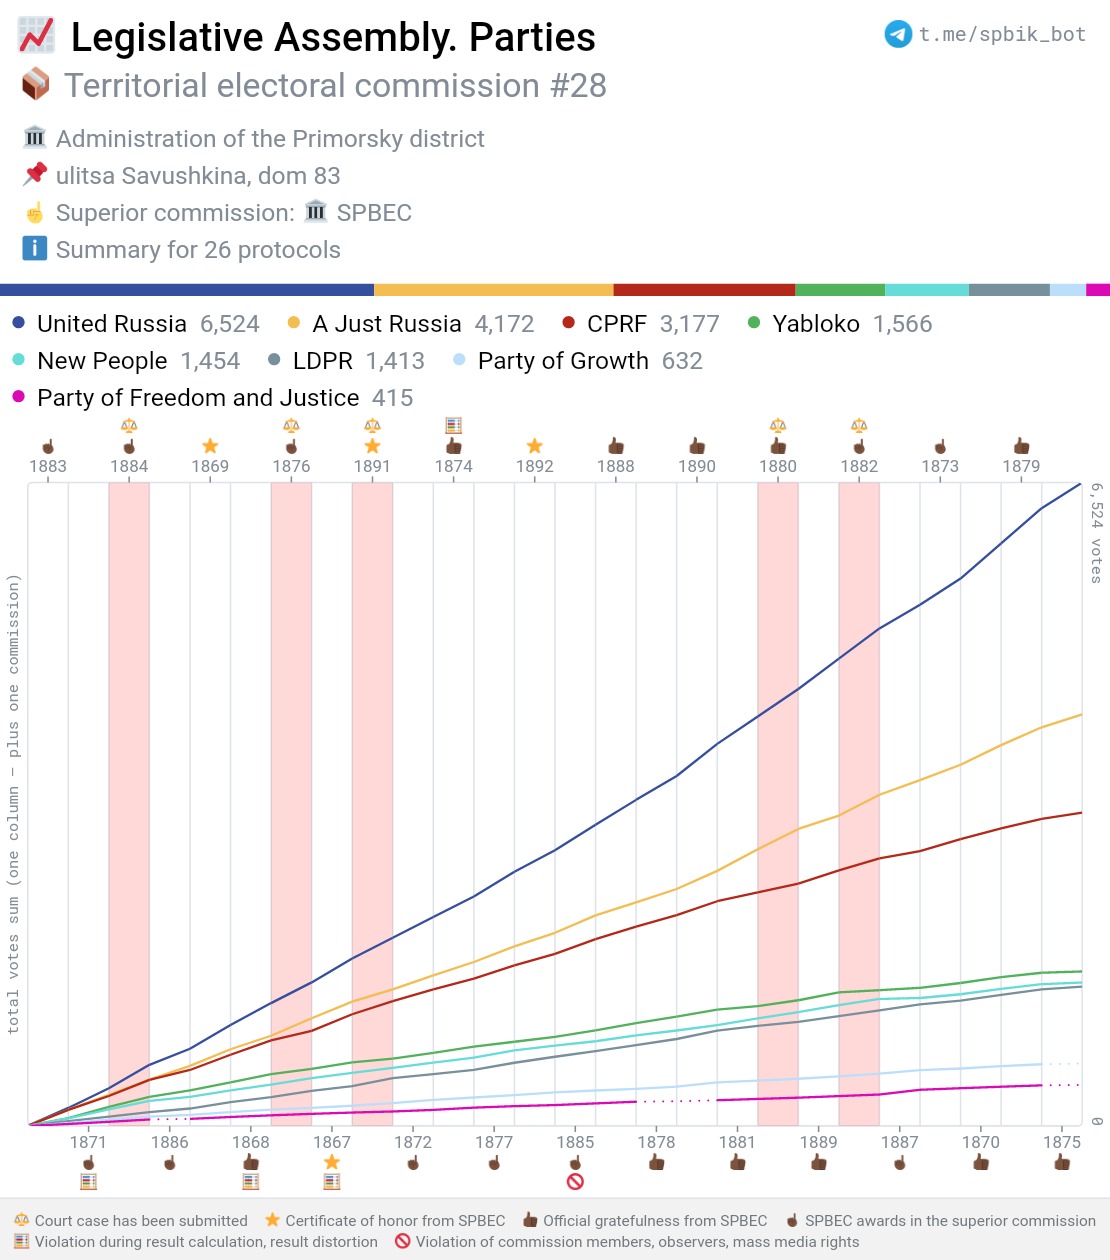 Legislative Assembly. Parties
t.me/spbik_bot
Territorial electoral commission #28
Administration of the Primorsky district
ulitsa Savushkina, dom 83
Superior commission: SPBEC
Summary for 26 protocols
United Russia 6,524 A Just Russia 4,172 CPRF 3,177 Yabloko 1,566
New People 1,454 LDPR 1,413 Party of Growth 632
Party of Freedom and Justice 415
1883 1884 1869 1876 1891 1874 1892 1888 1890 1880 1882 1873 1879
6,524 votes
total votes sum (one column – plus one commission)
0
1871 1886 1868 1867 1872 1877 1885 1878 1881 1889 1887 1870 1875
Court case has been submitted Certificate of honor from SPBEC Official gratefulness from SPBEC SPBEC awards in the superior commission
Violation during result calculation, result distortion Violation of commission members, observers, mass media rights